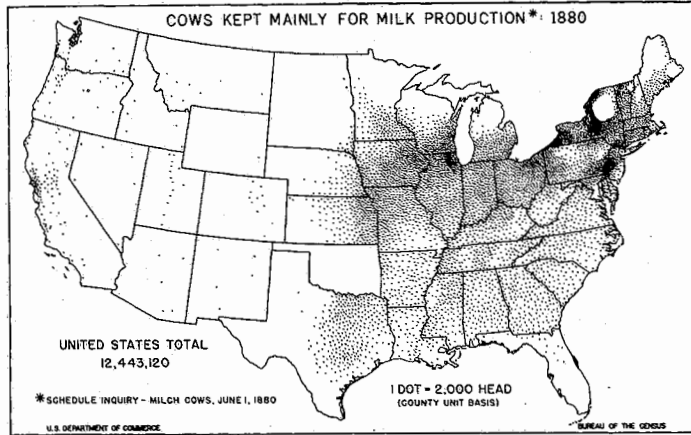 COWS KEPT MAINLY FOR MILK PRODUCTION*: 1880
UNITED STATES TOTAL
12,443,120
*SCHEDULE INQUIRY - MILCH COWS, JUNE 1, 1880
1 DOT = 2,000 HEAD
(COUNTY UNIT BASIS)
U.S. DEPARTMENT OF COMMERCE
BUREAU OF THE CENSUS